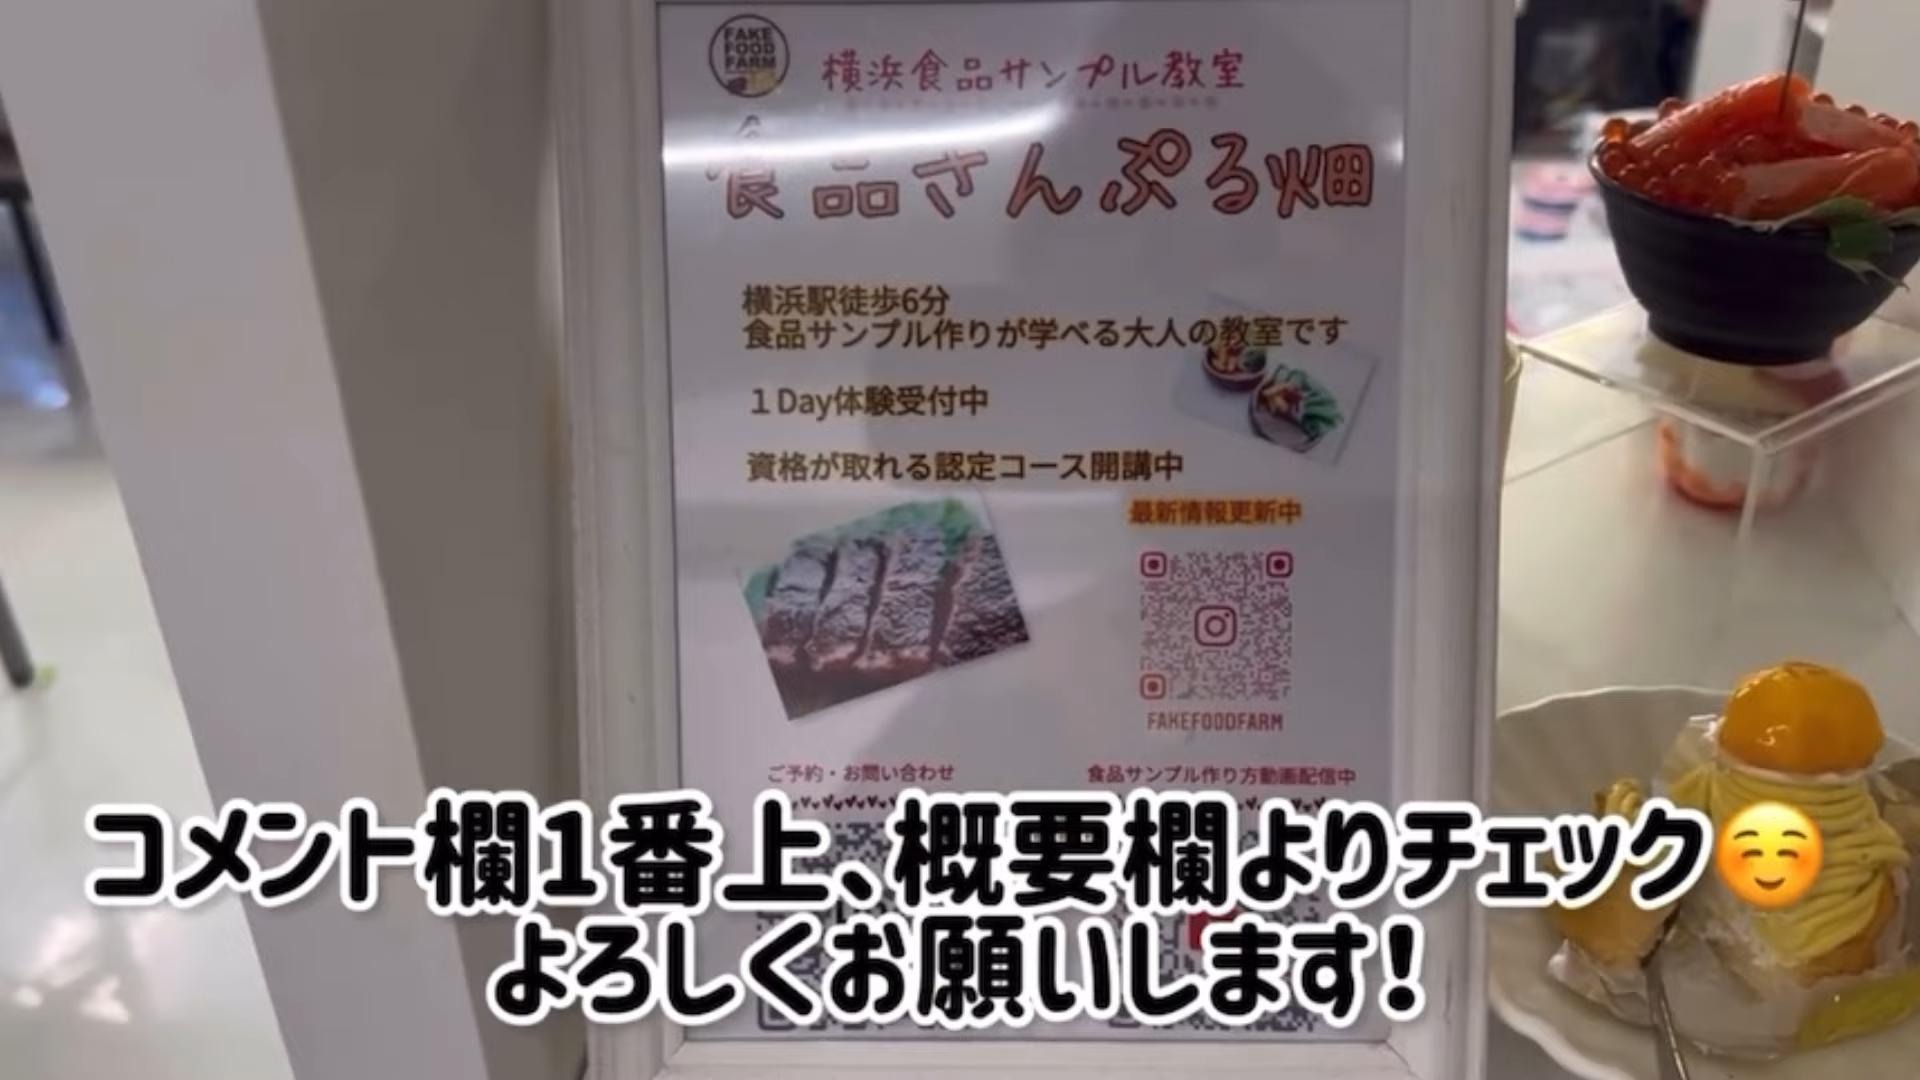 FAKE
FOOD
FARM
横浜食品サンプル教室
食品さんぷる畑
横浜駅徒歩6分
食品サンプル作りが学べる大人の教室です
１Day体験受付中
資格が取れる認定コース開講中
最新情報更新中
FAKEFOODFARM
ご予約・お問い合わせ
食品サンプル作り方動画配信中
コメント欄1番上、概要欄よりチェック☺️
よろしくお願いします!